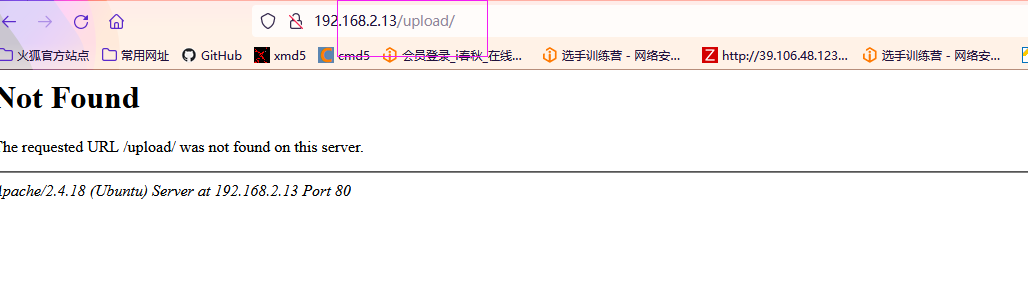 192.168.2.13/upload/
火狐官方站点 常用网址 GitHub xmd5 cmd5 会员登录_i春秋_在线... 选手训练营 - 网络安... http://39.106.48.123... 选手训练营 - 网络安...
Not Found
The requested URL /upload/ was not found on this server.
Apache/2.4.18 (Ubuntu) Server at 192.168.2.13 Port 80